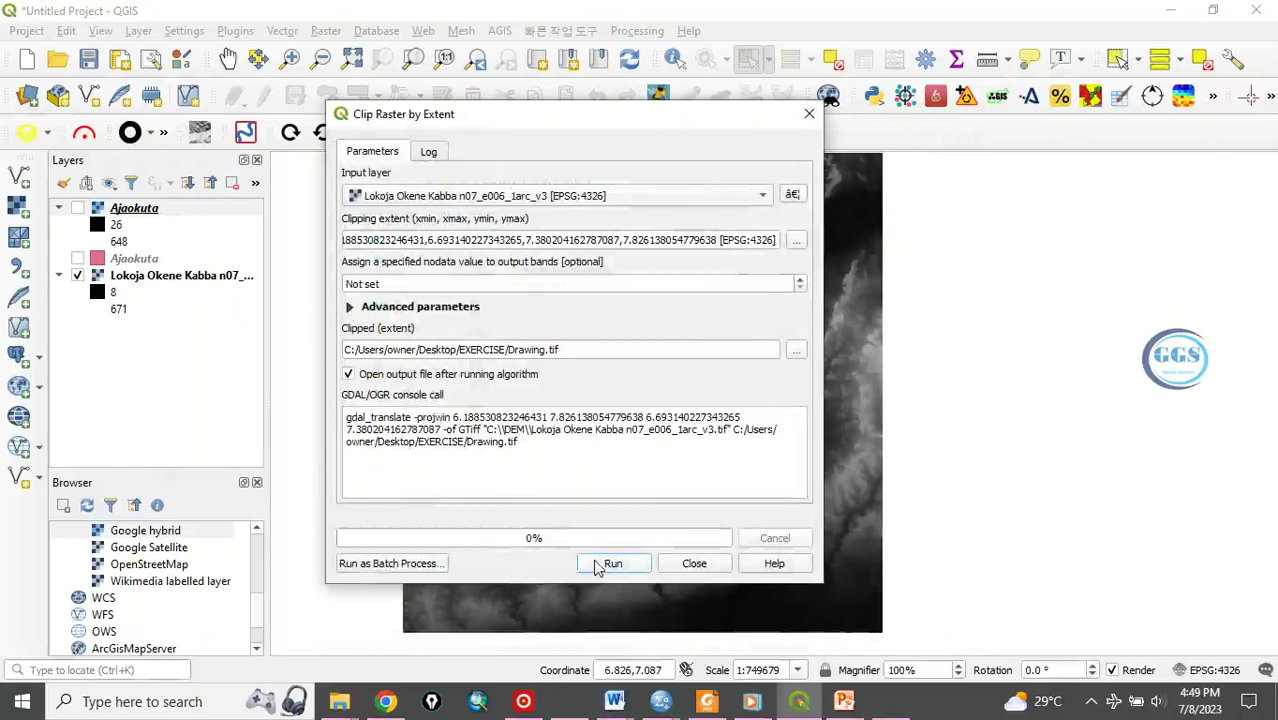 *Untitled Project - QGIS
Project Edit View Layer Settings Plugins Vector Raster Database Web Mesh AGIS 빠른 작업 도구 Processing Help
Clip Raster by Extent
Parameters Log
Input layer
Lokoja Okene Kabba n07_e006_1arc_v3 [EPSG:4326]
…
Clipping extent (xmin, xmax, ymin, ymax)
188530823246431,6.693140227343265,7.380204162787087,7.826138054779638 [EPSG:4326]
...
Assign a specified nodata value to output bands [optional]
Not set
Advanced parameters
Clipped (extent)
C:/Users/owner/Desktop/EXERCISE/Drawing.tif
...
Open output file after running algorithm
GDAL/OGR console call
gdal_translate -projwin 6.188530823246431 7.826138054779638 6.693140227343265
7.380204162787087 -of GTiff "C:\\DEM\\Lokoja Okene Kabba n07_e006_1arc_v3.tif" C:/Users/
owner/Desktop/EXERCISE/Drawing.tif
0%
Cancel
Run as Batch Process...
Run
Close
Help
Layers
Ajaokuta
26
648
Ajaokuta
Lokoja Okene Kabba n07_...
8
671
Browser
Google hybrid
Google Satellite
OpenStreetMap
Wikimedia labelled layer
WCS
WFS
OWS
ArcGisMapServer
GGS
Type to locate (Ctrl+K)
Coordinate 6.826,7.087
Scale 1:749679
Magnifier 100%
Rotation 0.0 °
Render
EPSG:4326
Type here to search
29°C
4:49 PM
7/8/2023